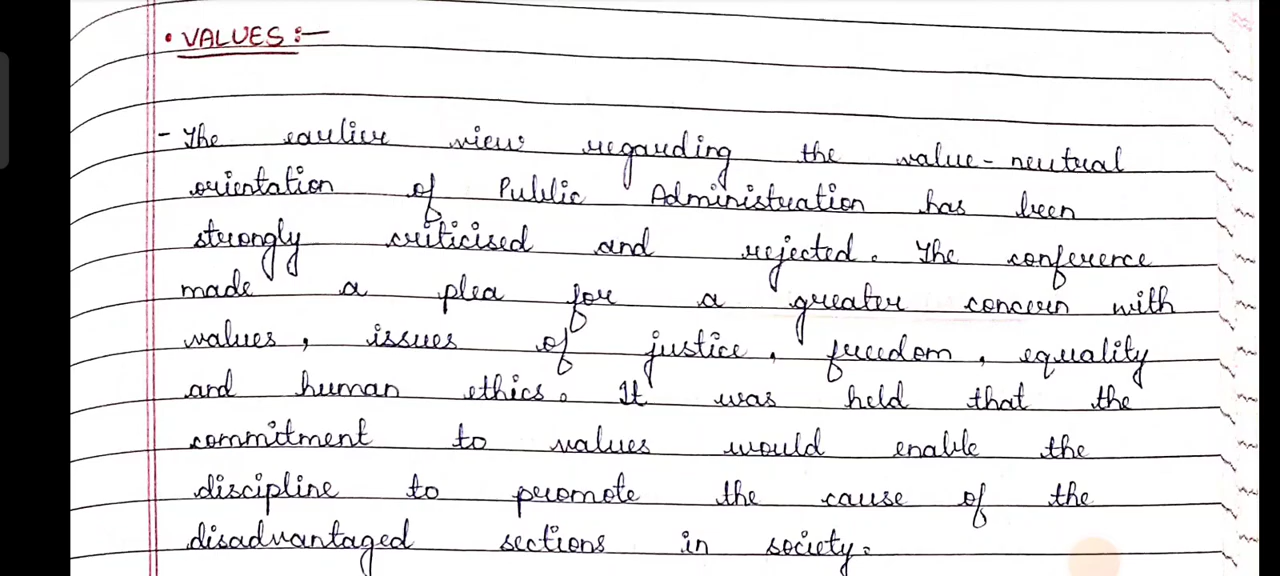 • VALUES :—
- The earlier view regarding the value-neutral
orientation of Public Administration has been
strongly criticised and rejected. The conference
made a plea for a greater concern with
values, issues of justice, freedom, equality
and human ethics. It was held that the
commitment to values would enable the
discipline to promote the cause of the
disadvantaged sections in society.